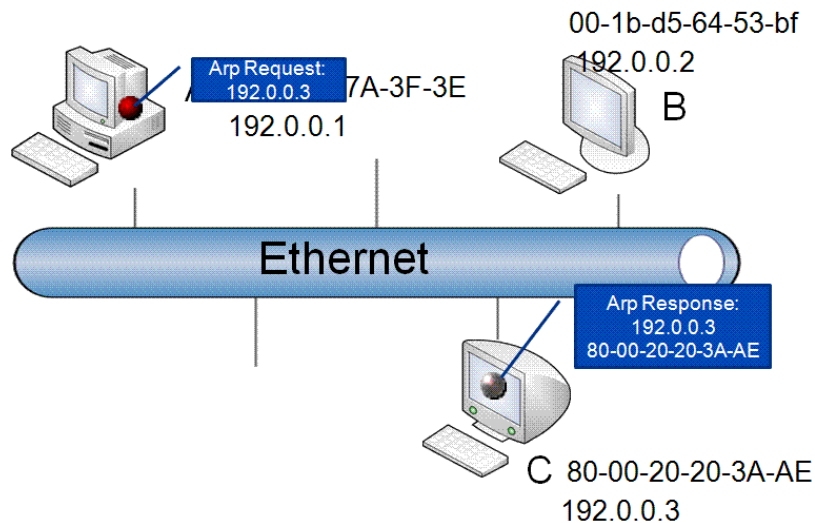 00-1b-d5-64-53-bf
192.0.0.2
B
Arp Request:
192.0.0.3
7A-3F-3E
192.0.0.1
Ethernet
Arp Response:
192.0.0.3
80-00-20-20-3A-AE
C 80-00-20-20-3A-AE
192.0.0.3